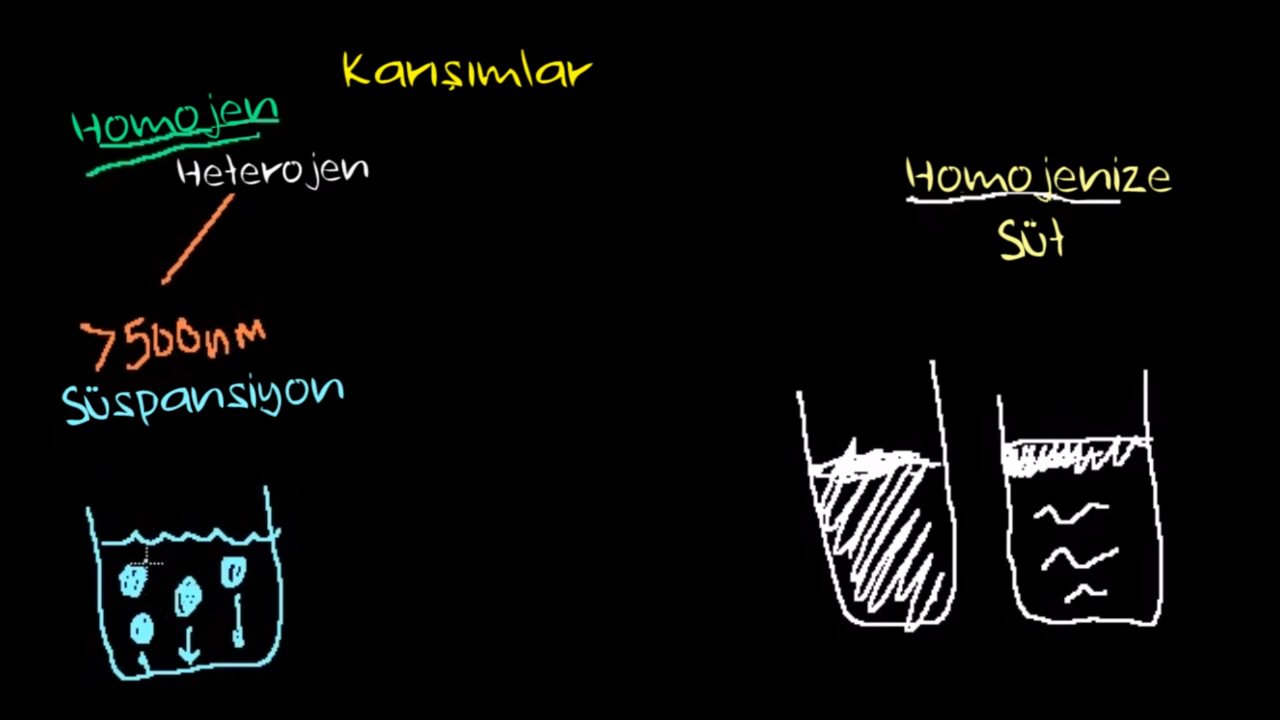 Karışımlar
Homojen
Heterojen
>500nm
Süspansiyon
Homojenize
Süt